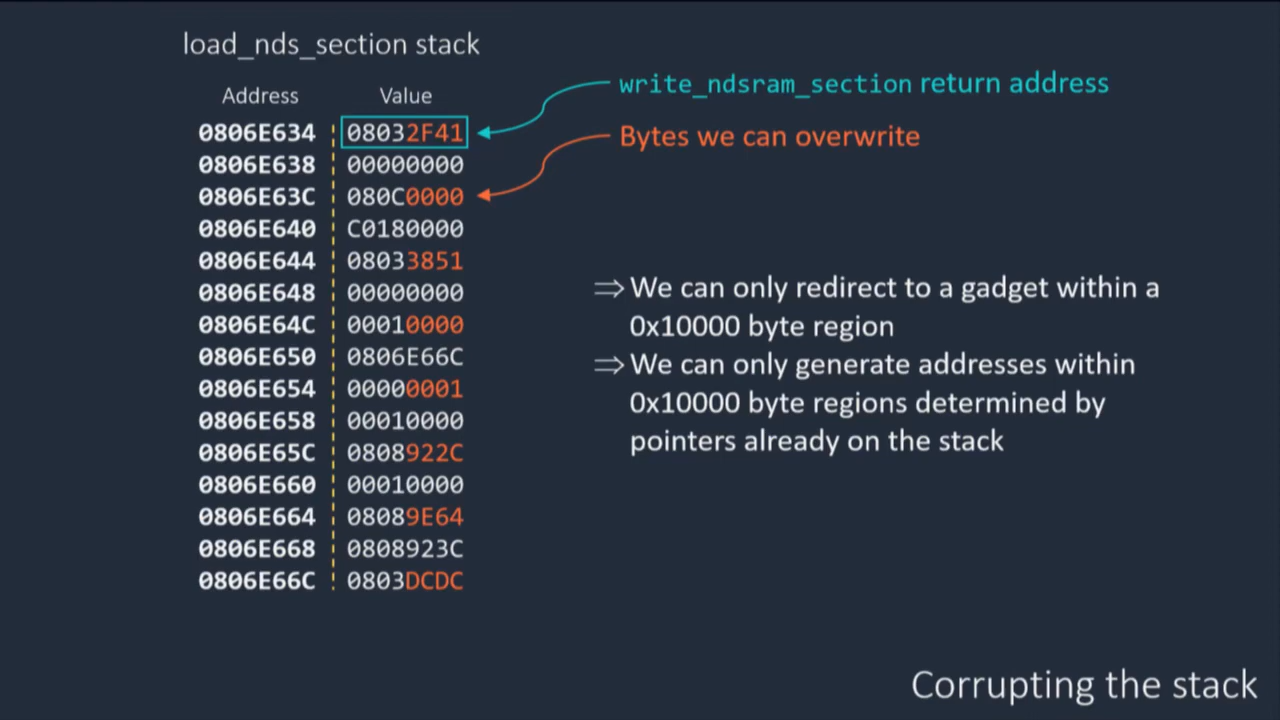 load_nds_section stack
Address Value
0806E634 08032F41
0806E638 00000000
0806E63C 080C0000
0806E640 C0180000
0806E644 08033851
0806E648 00000000
0806E64C 00010000
0806E650 0806E66C
0806E654 00000001
0806E658 00010000
0806E65C 0808922C
0806E660 00010000
0806E664 08089E64
0806E668 0808923C
0806E66C 0803DCDC
write_ndsram_section return address
Bytes we can overwrite
⇒ We can only redirect to a gadget within a
0x10000 byte region
⇒ We can only generate addresses within
0x10000 byte regions determined by
pointers already on the stack
Corrupting the stack